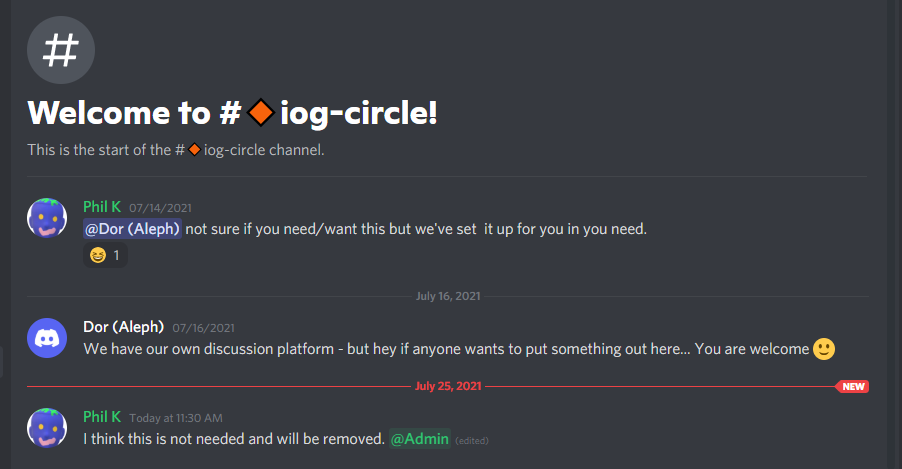 #
Welcome to #🔶iog-circle!
This is the start of the #🔶iog-circle channel.
Phil K 07/14/2021
@Dor (Aleph) not sure if you need/want this but we've set it up for you in you need.
😆 1
July 16, 2021
Dor (Aleph) 07/16/2021
We have our own discussion platform - but hey if anyone wants to put something out here... You are welcome 🙂
July 25, 2021 NEW
Phil K Today at 11:30 AM
I think this is not needed and will be removed. @Admin (edited)